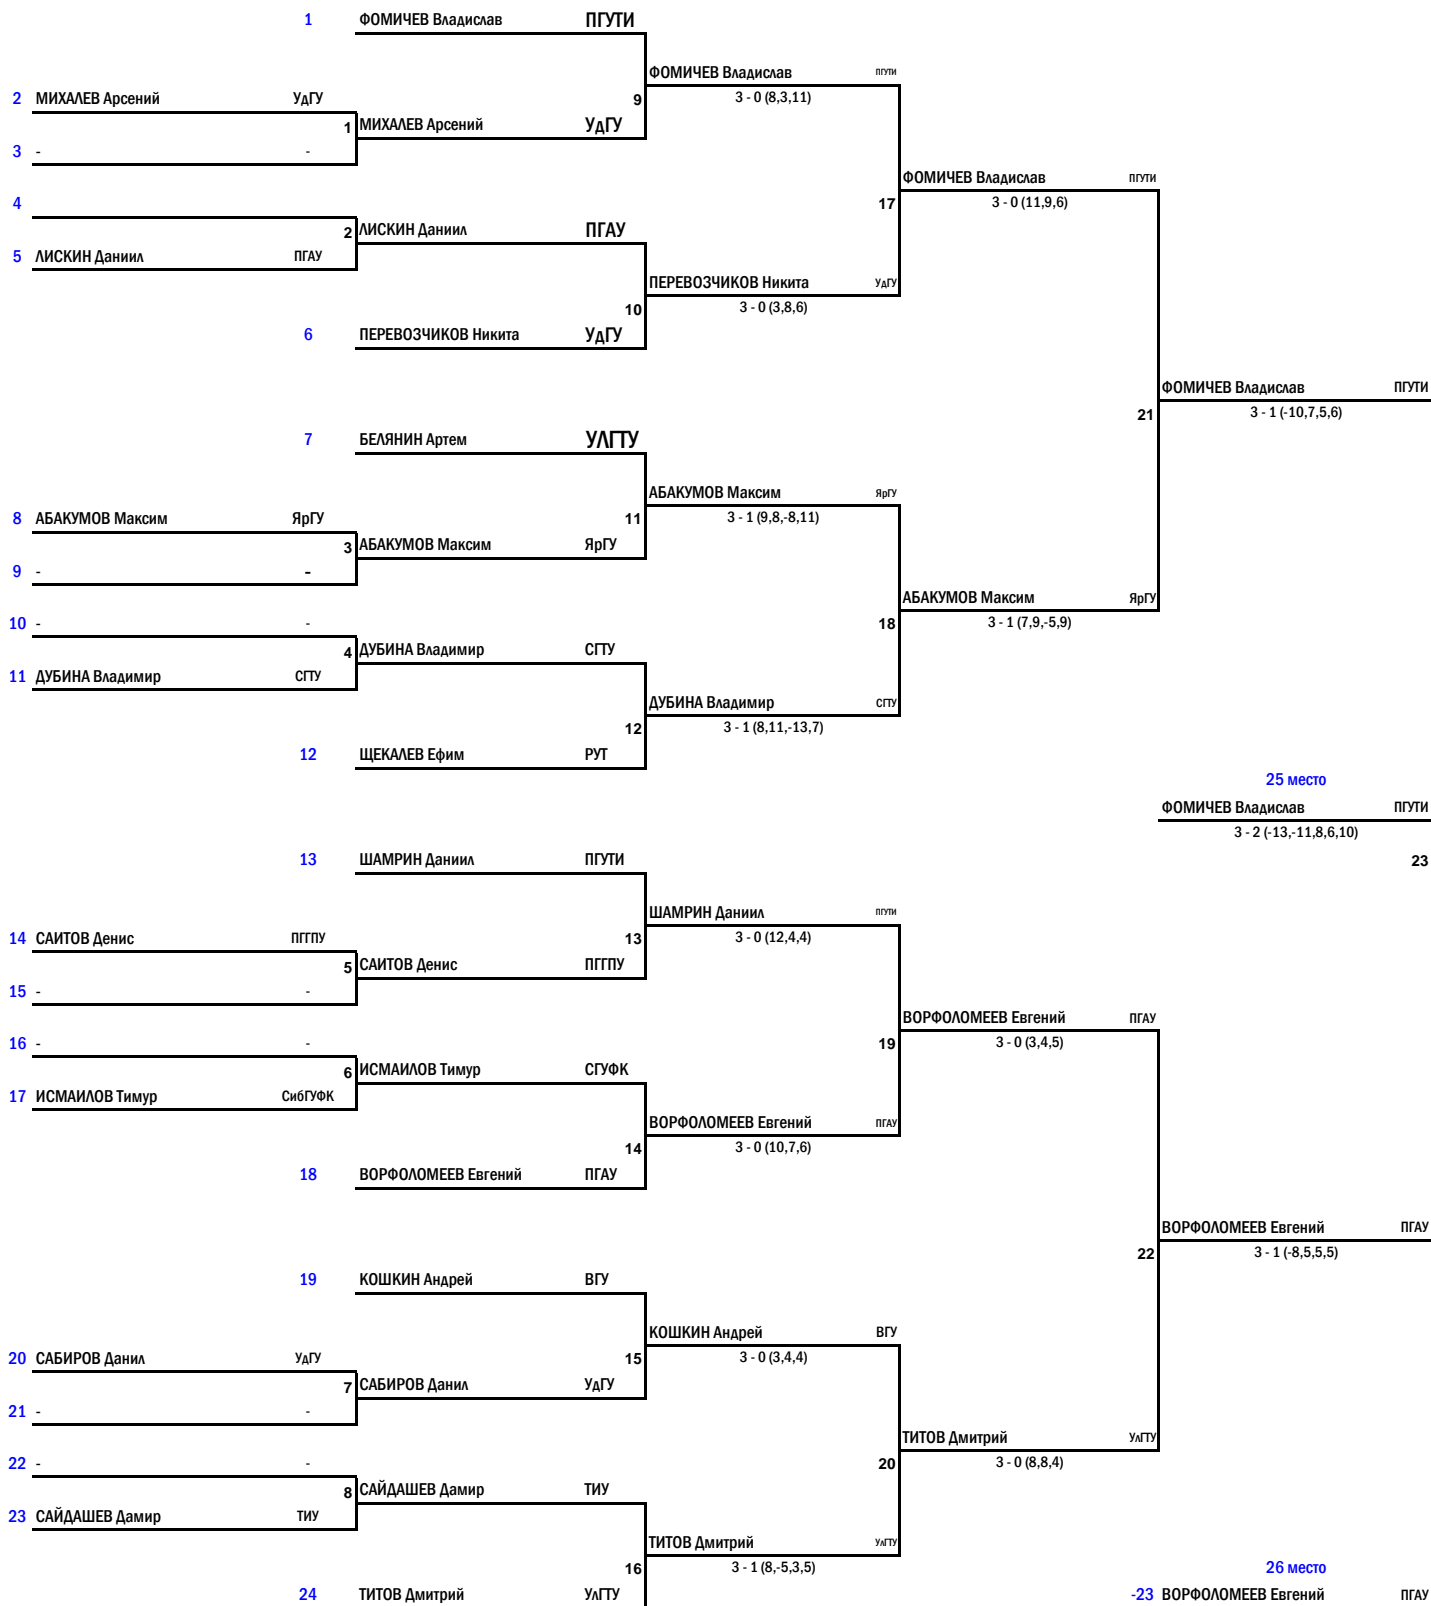 1 ФОМИЧЕВ Владислав ПГУТИ
ФОМИЧЕВ Владислав ПГУТИ
2 МИХАЛЕВ Арсений УдГУ 9 3 - 0 (8,3,11)
1 МИХАЛЕВ Арсений УдГУ
3 - -
ФОМИЧЕВ Владислав ПГУТИ
4 17 3 - 0 (11,9,6)
2 ЛИСКИН Даниил ПГАУ
5 ЛИСКИН Даниил ПГАУ
ПЕРЕВОЗЧИКОВ Никита УдГУ
10 3 - 0 (3,8,6)
6 ПЕРЕВОЗЧИКОВ Никита УдГУ
ФОМИЧЕВ Владислав ПГУТИ
21 3 - 1 (-10,7,5,6)
7 БЕЛЯНИН Артем УЛГТУ
АБАКУМОВ Максим ЯрГУ
8 АБАКУМОВ Максим ЯрГУ 11 3 - 1 (9,8,-8,11)
3 АБАКУМОВ Максим ЯрГУ
9 - -
АБАКУМОВ Максим ЯрГУ
10 - - 18 3 - 1 (7,9,-5,9)
4 ДУБИНА Владимир СГТУ
11 ДУБИНА Владимир СГТУ
ДУБИНА Владимир СГТУ
12 3 - 1 (8,11,-13,7)
12 ЩЕКАЛЕВ Ефим РУТ
25 место
ФОМИЧЕВ Владислав ПГУТИ
3 - 2 (-13,-11,8,6,10)
13 ШАМРИН Даниил ПГУТИ 23
ШАМРИН Даниил ПГУТИ
14 САИТОВ Денис ПГГПУ 13 3 - 0 (12,4,4)
5 САИТОВ Денис ПГГПУ
15 - -
ВОРФОЛОМЕЕВ Евгений ПГАУ
16 - - 19 3 - 0 (3,4,5)
6 ИСМАИЛОВ Тимур СГУФК
17 ИСМАИЛОВ Тимур СибГУФК
ВОРФОЛОМЕЕВ Евгений ПГАУ
14 3 - 0 (10,7,6)
18 ВОРФОЛОМЕЕВ Евгений ПГАУ
ВОРФОЛОМЕЕВ Евгений ПГАУ
22 3 - 1 (-8,5,5,5)
19 КОШКИН Андрей ВГУ
КОШКИН Андрей ВГУ
20 САБИРОВ Данил УдГУ 15 3 - 0 (3,4,4)
7 САБИРОВ Данил УдГУ
21 - -
ТИТОВ Дмитрий УлГТУ
22 - - 20 3 - 0 (8,8,4)
8 САЙДАШЕВ Дамир ТИУ
23 САЙДАШЕВ Дамир ТИУ
ТИТОВ Дмитрий УлГТУ
16 3 - 1 (8,-5,3,5) 26 место
24 ТИТОВ Дмитрий УлГТУ -23 ВОРФОЛОМЕЕВ Евгений ПГАУ